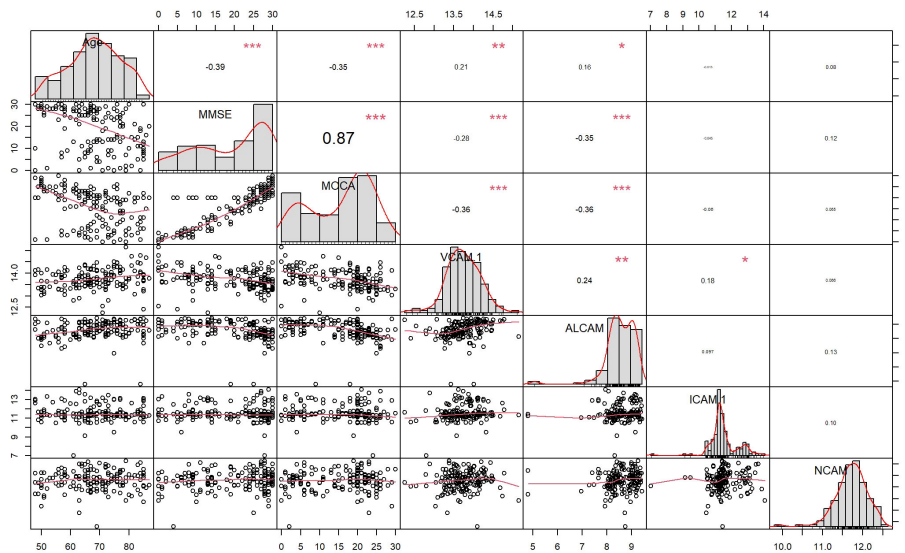 0 5 10 15 20 25 30 12.5 13.5 14.5 7 8 9 10 11 12 13 14
Age *** *** ** *
-0.39 -0.35 0.21 0.16 0.08
MMSE *** *** ***
0 10 20 30
0.87 -0.28 -0.35 0.12
MOCA *** ***
-0.36 -0.36
VCAM.1 ** *
12.5 14.0
0.24 0.18
ALCAM
0.097 0.13
ICAM.1
7 9 11 13
0.10
NCAM
50 60 70 80 0 5 10 15 20 25 30 5 6 7 8 9 10.0 11.0 12.0